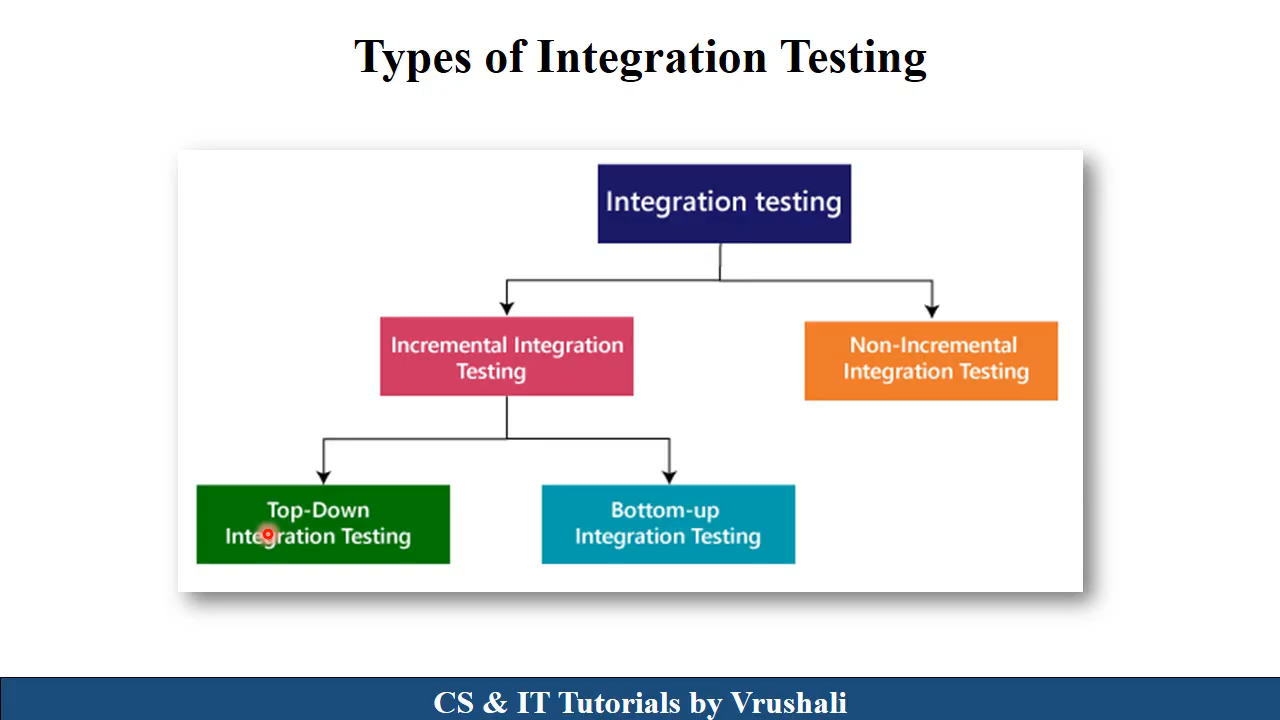 Types of Integration Testing
Integration testing
Incremental Integration
Testing
Non-Incremental
Integration Testing
Top-Down
Integration Testing
Bottom-up
Integration Testing
CS & IT Tutorials by Vrushali